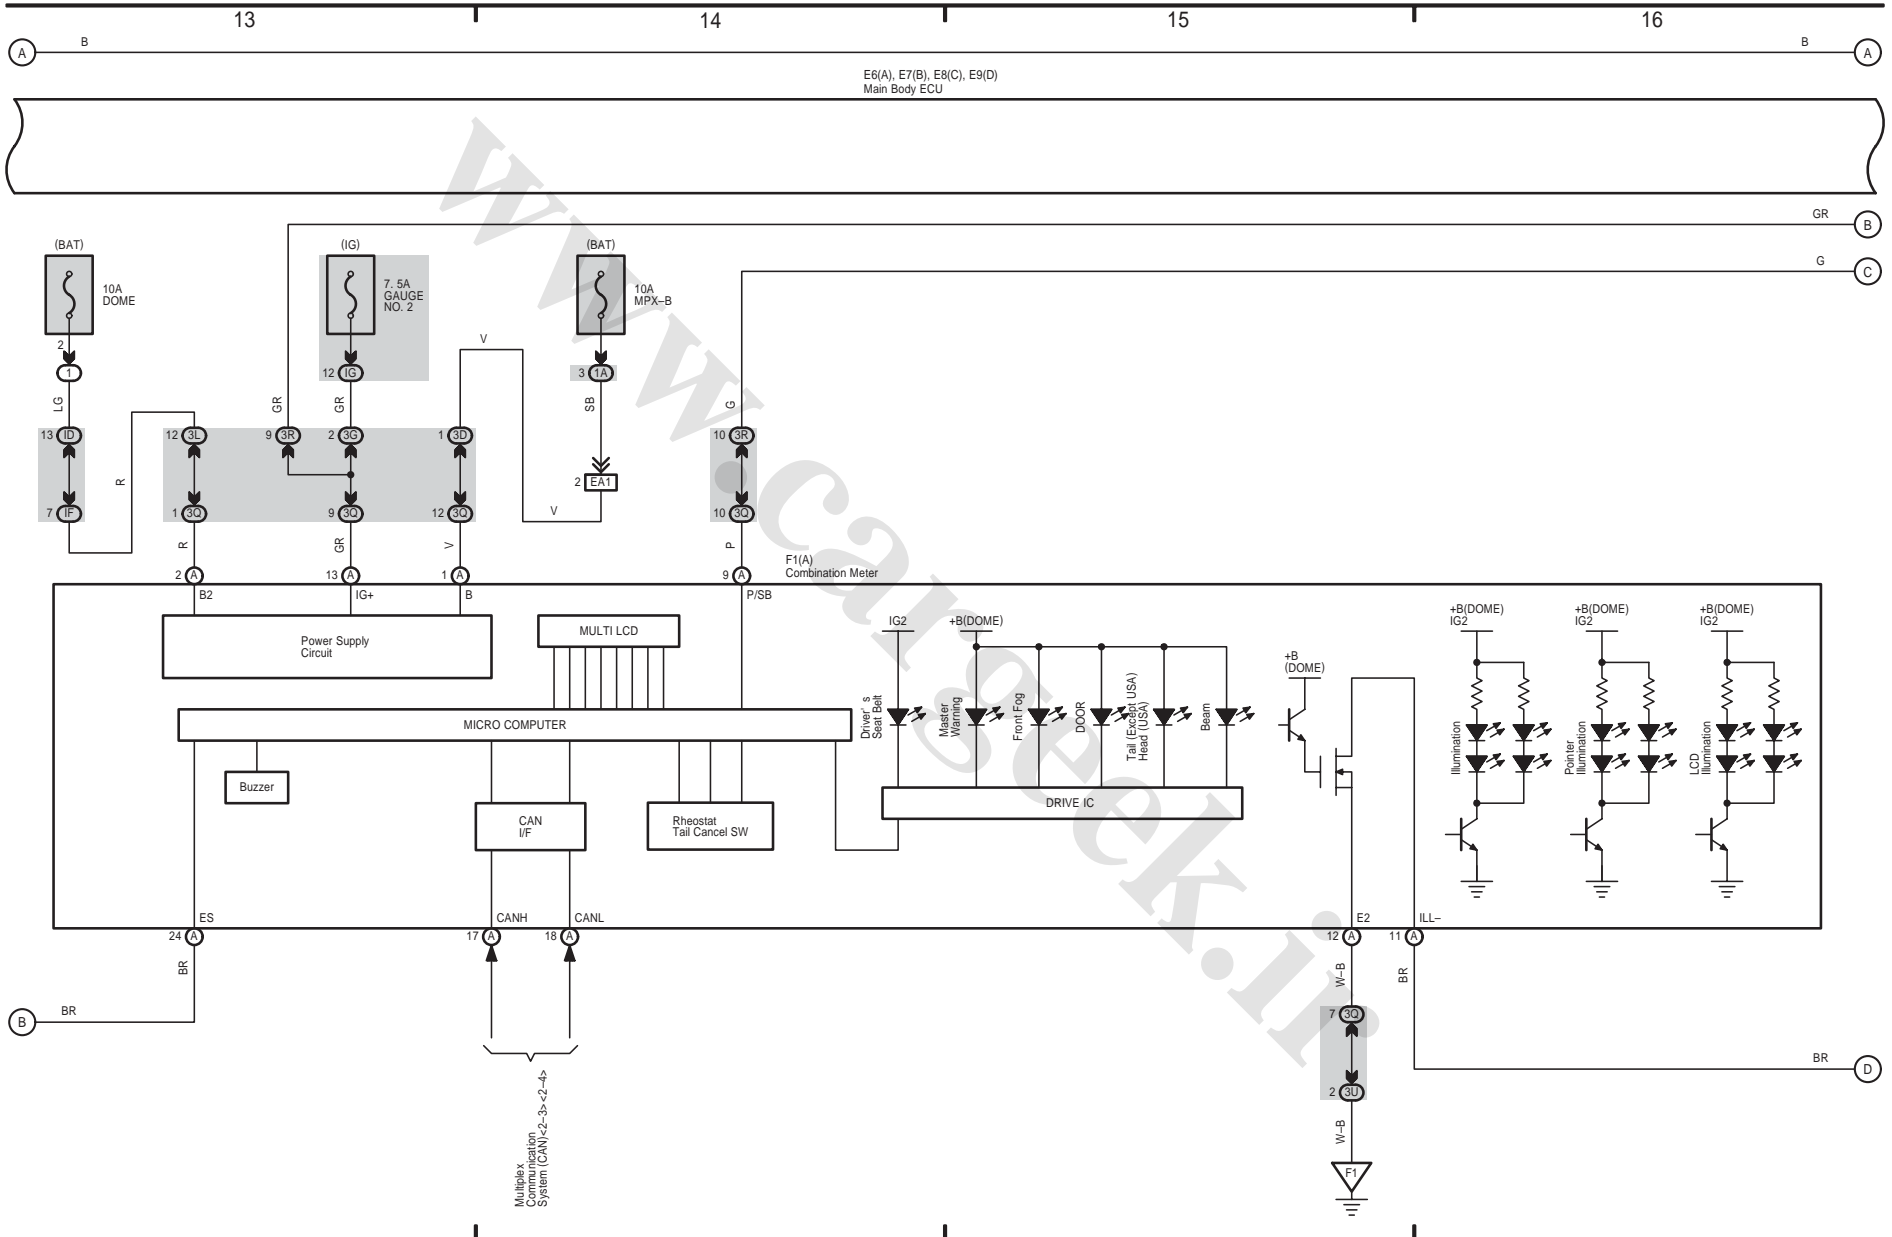 13
14
15
16
A
B
B
A
E6(A), E7(B), E8(C), E9(D)
Main Body ECU
GR
B
(BAT)
(IG)
(BAT)
G
C
10A
DOME
7. 5A
GAUGE
NO. 2
10A
MPX–B
2
1
V
12 IG
3 1A
LG
R
GR
GR
SB
G
13 ID
12 3L
9 3R
2 3G
1 3D
10 3R
2 EA1
7 IF
1 3Q
9 3Q
12 3Q
V
10 3Q
R
GR
V
P
F1(A)
Combination Meter
2 A
13 A
1 A
9 A
B2
IG+
B
P/SB
Power Supply
Circuit
MULTI LCD
IG2
+B(DOME)
+B
(DOME)
+B(DOME)
IG2
+B(DOME)
IG2
+B(DOME)
IG2
MICRO COMPUTER
Driver' s
Seat Belt
Master
Warning
Front Fog
DOOR
Tail (Except USA)
Head (USA)
Beam
Illumination
Pointer
Illumination
LCD
Illumination
Buzzer
CAN
I/F
Rheostat
Tail Cancel SW
DRIVE IC
ES
CANH
CANL
E2
ILL–
24 A
17 A
18 A
12 A
11 A
BR
W–B
BR
B
BR
7 3Q
2 3U
BR
D
W–B
F1
Multiplex
Communication
System (CAN)<2–3><2–4>
www.cargeek.ir